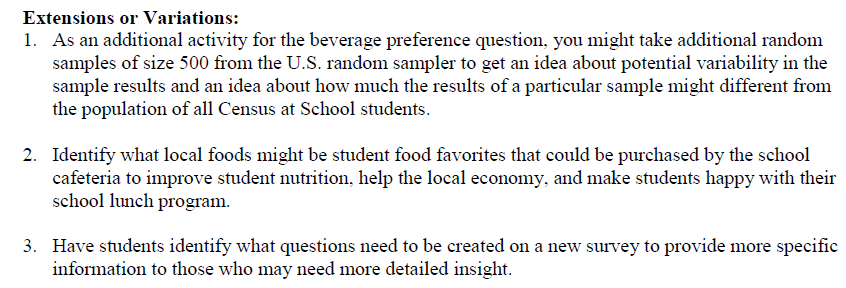 Extensions or Variations:
1. As an additional activity for the beverage preference question, you might take additional random
samples of size 500 from the U.S. random sampler to get an idea about potential variability in the
sample results and an idea about how much the results of a particular sample might different from
the population of all Census at School students.
2. Identify what local foods might be student food favorites that could be purchased by the school
cafeteria to improve student nutrition, help the local economy, and make students happy with their
school lunch program.
3. Have students identify what questions need to be created on a new survey to provide more specific
information to those who may need more detailed insight.